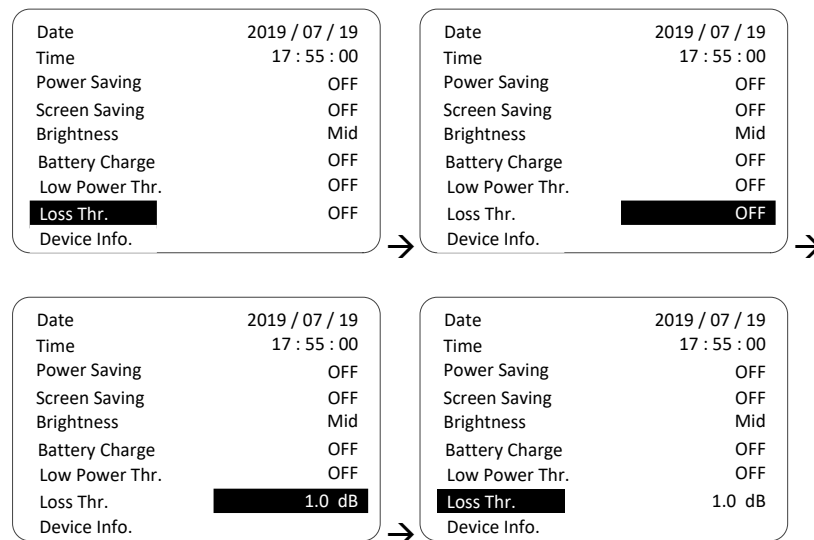 Date 2019 / 07 / 19
Time 17 : 55 : 00
Power Saving OFF
Screen Saving OFF
Brightness Mid
Battery Charge OFF
Low Power Thr. OFF
Loss Thr. OFF
Device Info.
→
Date 2019 / 07 / 19
Time 17 : 55 : 00
Power Saving OFF
Screen Saving OFF
Brightness Mid
Battery Charge OFF
Low Power Thr. OFF
Loss Thr. OFF
Device Info.
→
Date 2019 / 07 / 19
Time 17 : 55 : 00
Power Saving OFF
Screen Saving OFF
Brightness Mid
Battery Charge OFF
Low Power Thr. OFF
Loss Thr. 1.0 dB
Device Info.
→
Date 2019 / 07 / 19
Time 17 : 55 : 00
Power Saving OFF
Screen Saving OFF
Brightness Mid
Battery Charge OFF
Low Power Thr. OFF
Loss Thr. 1.0 dB
Device Info.